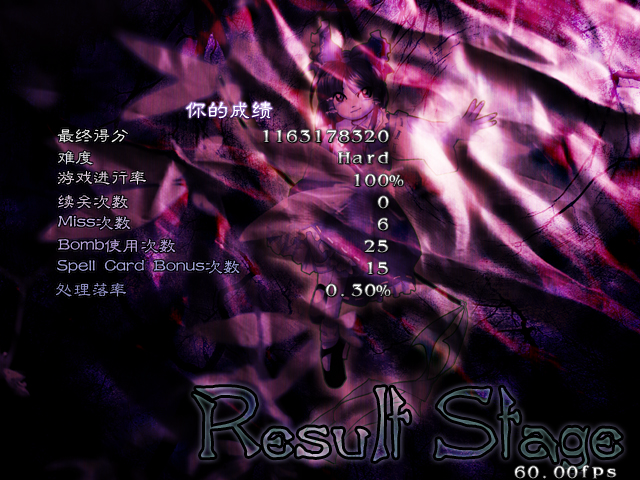 你的成绩
最终得分 1163178320
难度 Hard
游戏进行率 100%
续关次数 0
Miss次数 6
Bomb使用次数 25
Spell Card Bonus次数 15
处理落率 0.30%
Result Stage
60.00fps